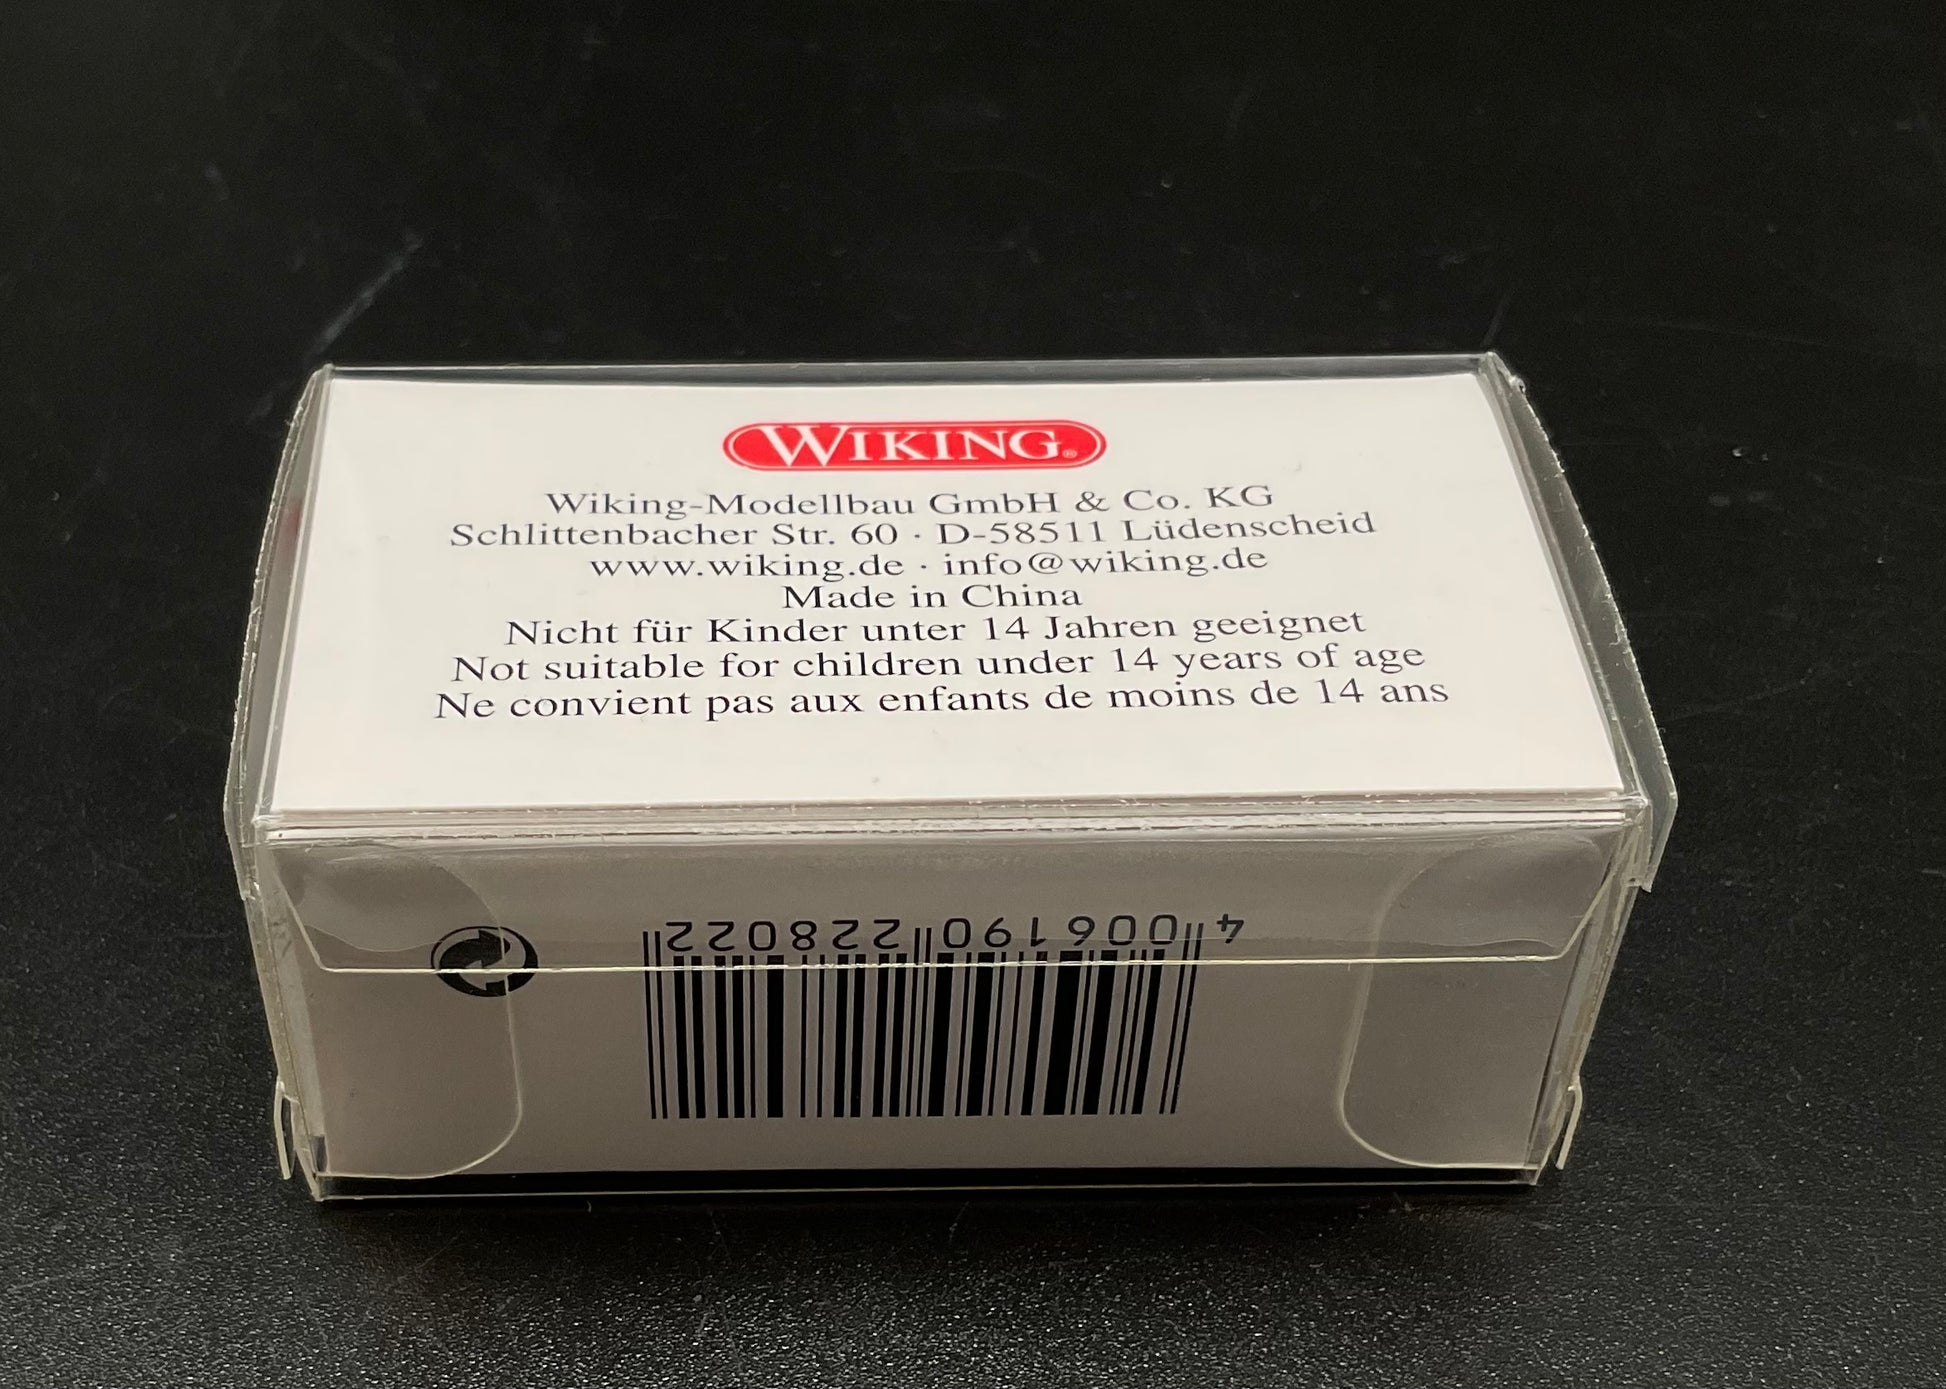 WIKING®
Wiking-Modellbau GmbH & Co. KG
Schlittenbacher Str. 60 · D-58511 Lüdenscheid
www.wiking.de · info@wiking.de
Made in China
Nicht für Kinder unter 14 Jahren geeignet
Not suitable for children under 14 years of age
Ne convient pas aux enfants de moins de 14 ans
4 006190 228022